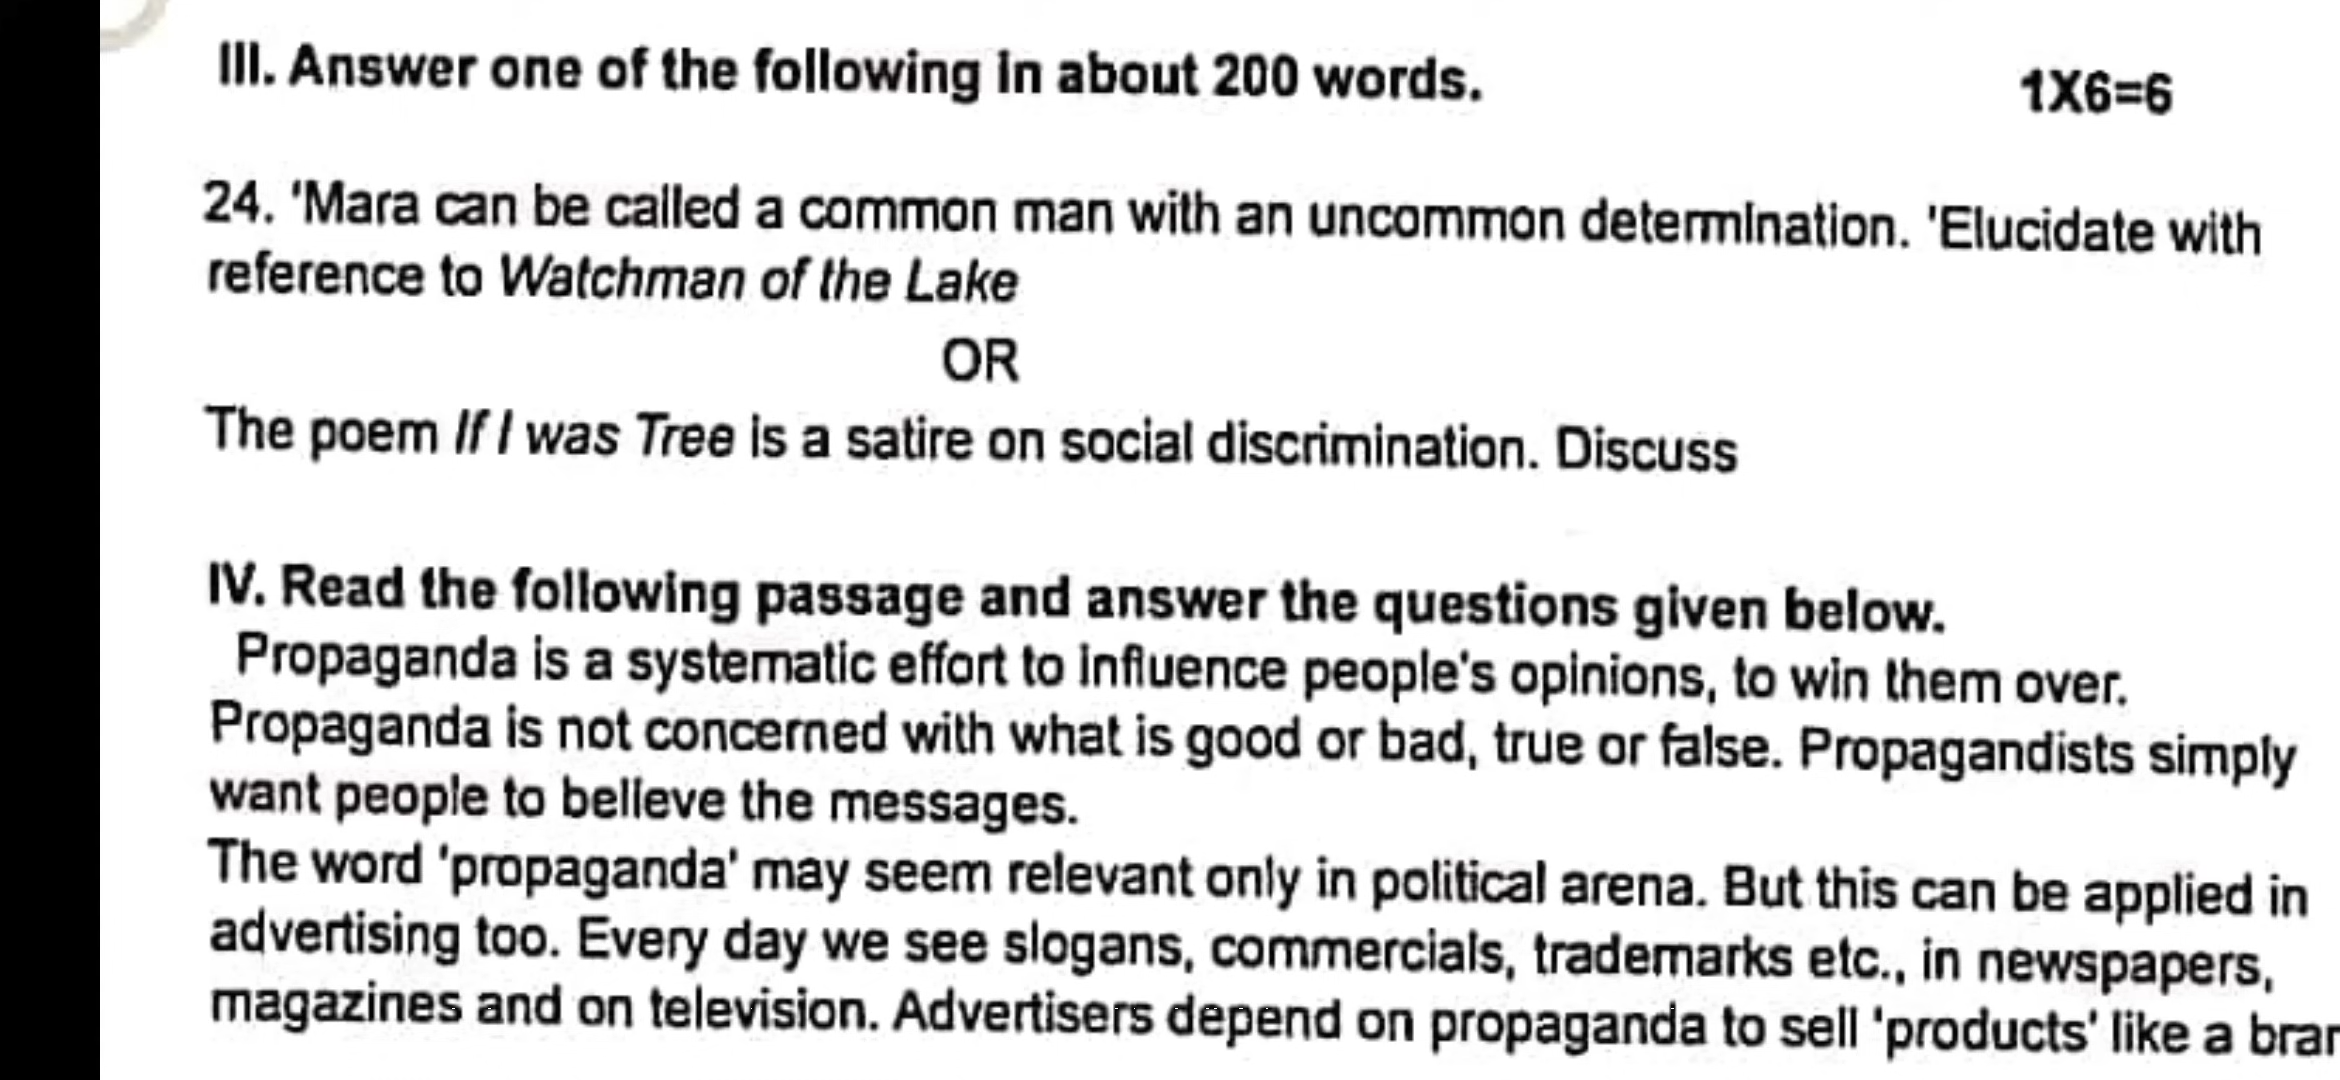 III. Answer one of the following in about 200 words.
1X6=6
24. 'Mara can be called a common man with an uncommon determination. 'Elucidate with
reference to Watchman of the Lake
OR
The poem If I was Tree is a satire on social discrimination. Discuss
IV. Read the following passage and answer the questions given below.
Propaganda is a systematic effort to influence people's opinions, to win them over.
Propaganda is not concerned with what is good or bad, true or false. Propagandists simply
want people to believe the messages.
The word 'propaganda' may seem relevant only in political arena. But this can be applied in
advertising too. Every day we see slogans, commercials, trademarks etc., in newspapers,
magazines and on television. Advertisers depend on propaganda to sell 'products' like a